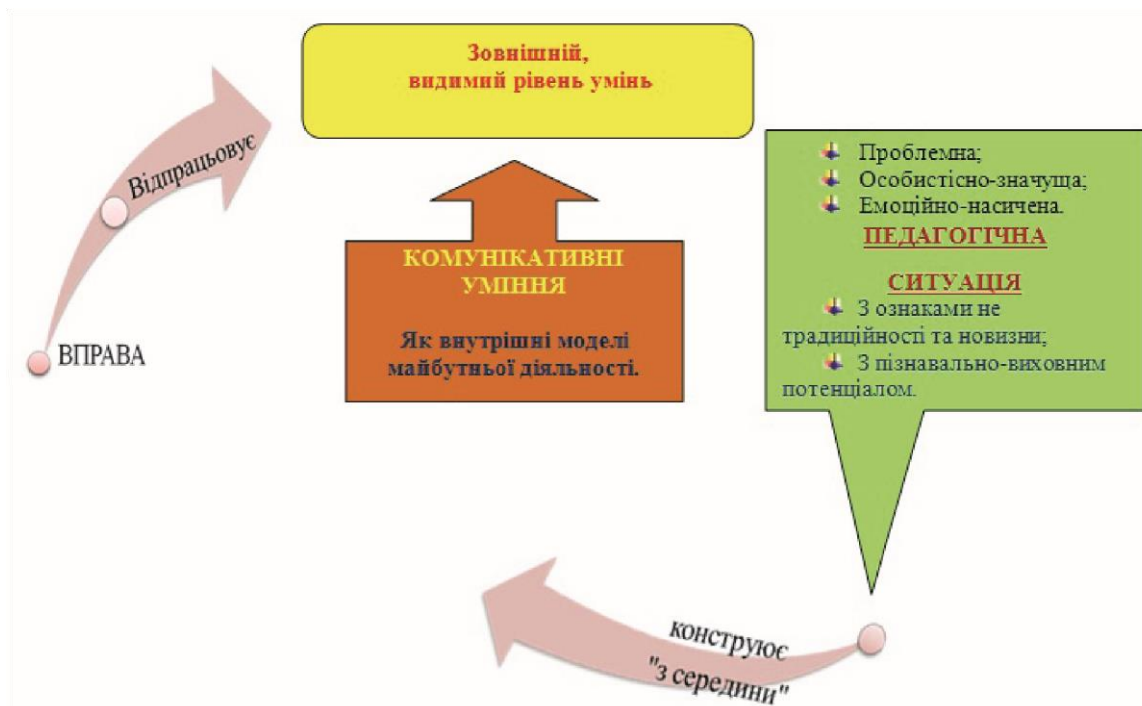 Зовнішній,
видимий рівень умінь
Відпрацьовує
ВПРАВА
КОМУНІКАТИВНІ
УМІННЯ
Як внутрішні моделі
майбутньої діяльності.
Проблемна;
Особистісно-значуща;
Емоційно-насичена.
ПЕДАГОГІЧНА
СИТУАЦІЯ
З ознаками не
традиційності та новизни;
З пізнавально-виховним
потенціалом.
конструює
"з середини"